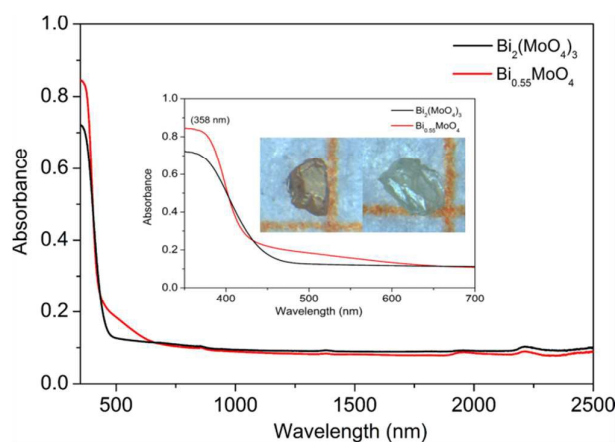 1.0
0.8
0.6
0.4
0.2
0.0
Absorbance
500
1000
1500
2000
2500
Wavelength (nm)
Bi₂(MoO₄)₃
Bi₀.₅₅MoO₄
1.0
0.8
0.6
0.4
0.2
0.0
Absorbance
400
500
600
700
Wavelength (nm)
(358 nm)
Bi₂(MoO₄)₃
Bi₀.₅₅MoO₄